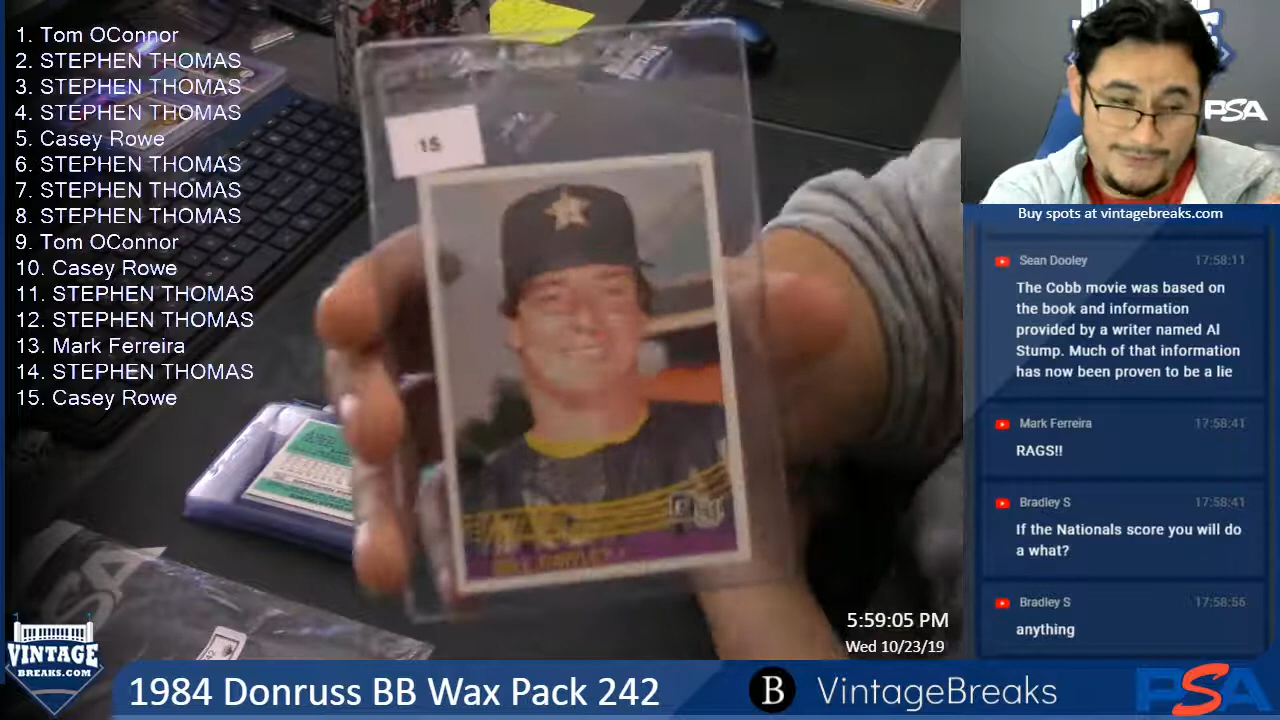 1. Tom OConnor
2. STEPHEN THOMAS
3. STEPHEN THOMAS
4. STEPHEN THOMAS
5. Casey Rowe
6. STEPHEN THOMAS
7. STEPHEN THOMAS
8. STEPHEN THOMAS
9. Tom OConnor
10. Casey Rowe
11. STEPHEN THOMAS
12. STEPHEN THOMAS
13. Mark Ferreira
14. STEPHEN THOMAS
15. Casey Rowe
15
PSA
Buy spots at vintagebreaks.com
Sean Dooley 17:58:11
The Cobb movie was based on
the book and information
provided by a writer named Al
Stump. Much of that information
has now been proven to be a lie
Mark Ferreira 17:58:41
RAGS!!
Bradley S 17:58:41
If the Nationals score you will do
a what?
Bradley S 17:58:56
anything
5:59:05 PM
Wed 10/23/19
PSA
VINTAGE
BREAKS.COM
1984 Donruss BB Wax Pack 242
B VintageBreaks
PSA